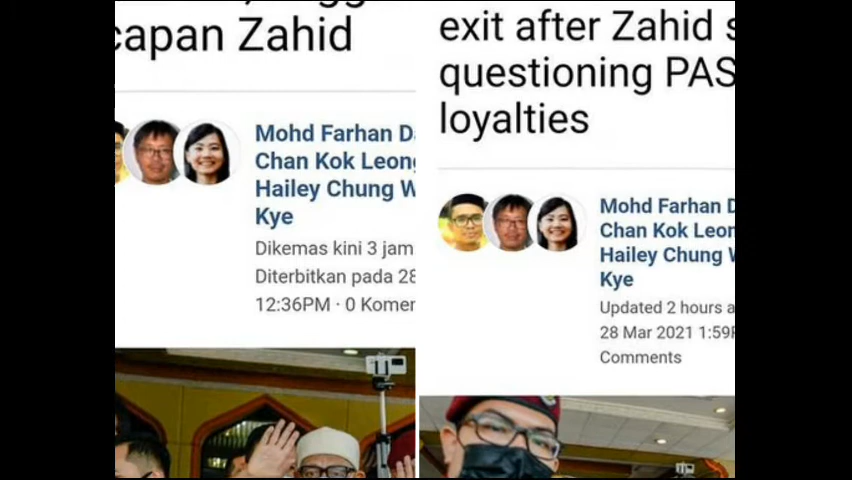 capan Zahid
Mohd Farhan Da
Chan Kok Leong
Hailey Chung W
Kye
Dikemas kini 3 jam
Diterbitkan pada 28
12:36PM · 0 Komen
exit after Zahid s
questioning PAS
loyalties
Mohd Farhan D
Chan Kok Leon
Hailey Chung W
Kye
Updated 2 hours a
28 Mar 2021 1:59P
Comments